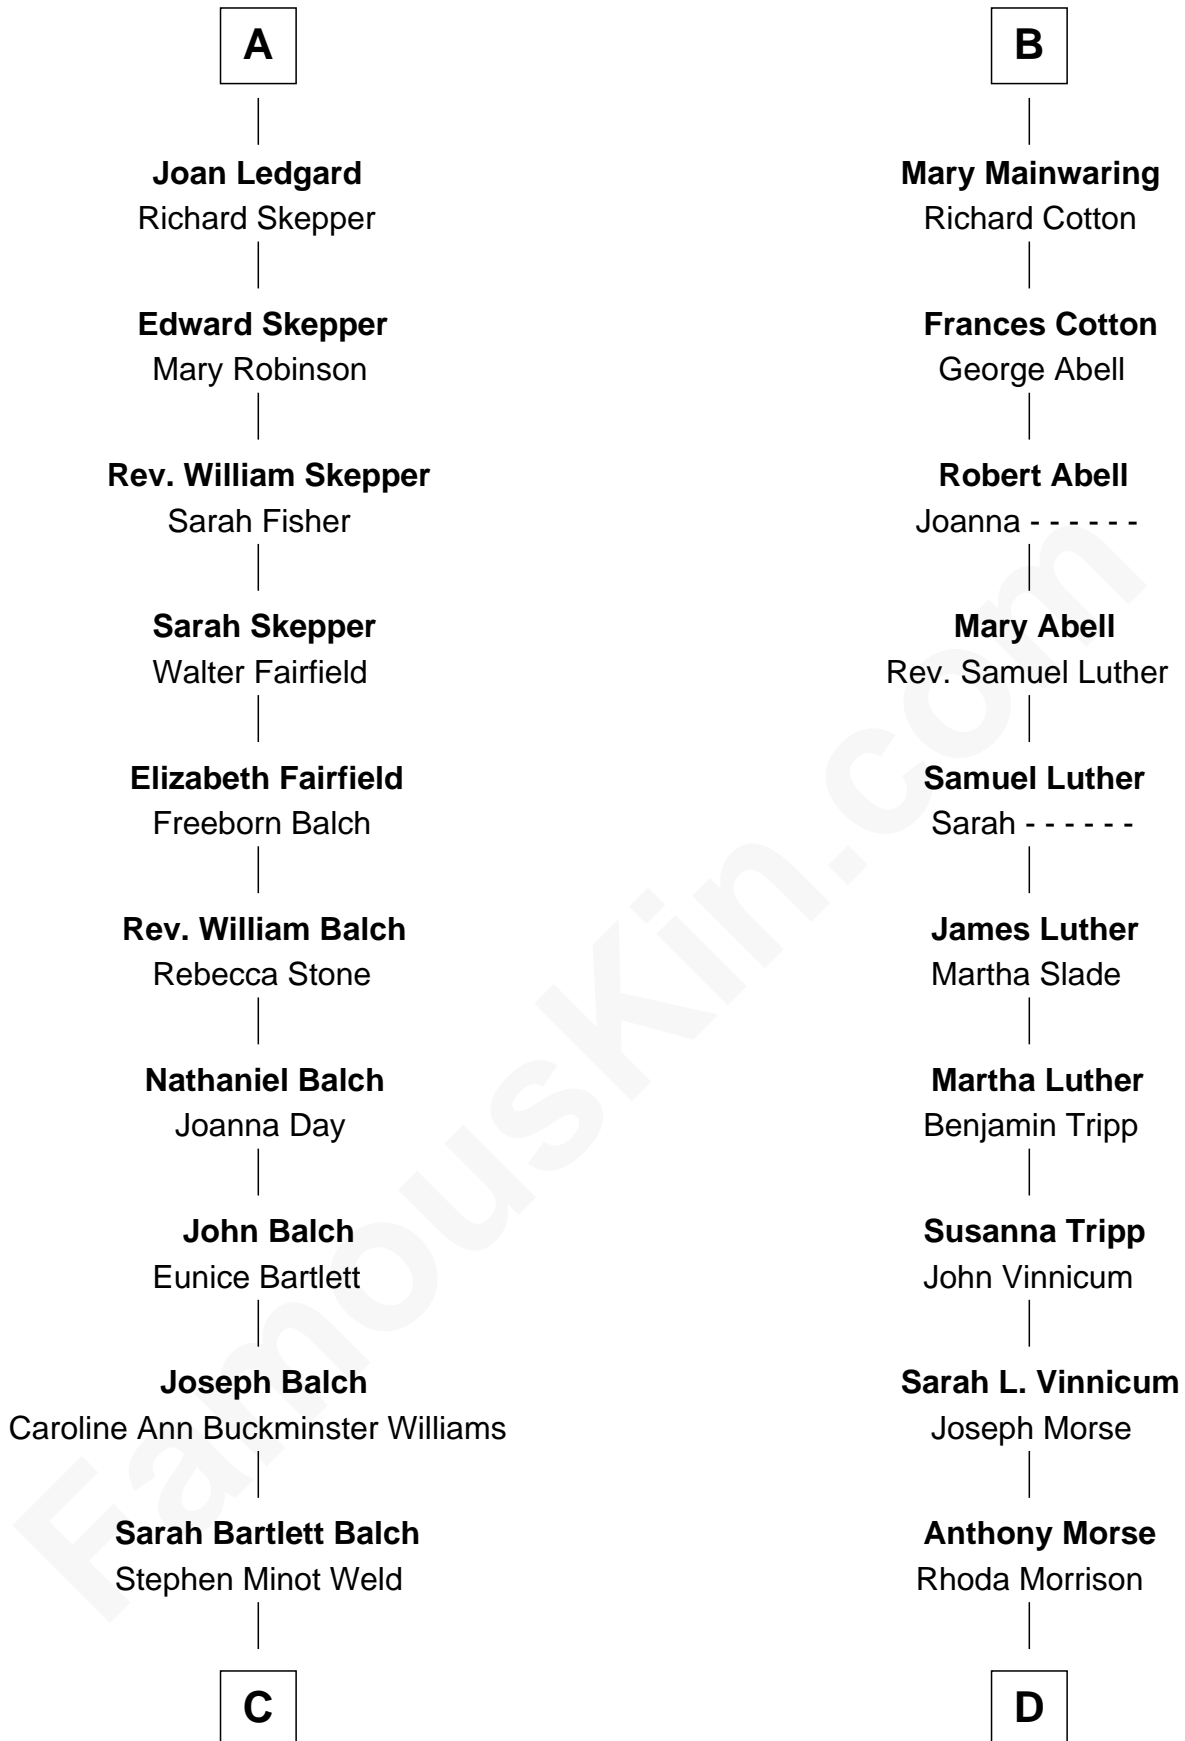 A
Joan Ledgard
Richard Skepper
Edward Skepper
Mary Robinson
Rev. William Skepper
Sarah Fisher
Sarah Skepper
Walter Fairfield
Elizabeth Fairfield
Freeborn Balch
Rev. William Balch
Rebecca Stone
Nathaniel Balch
Joanna Day
John Balch
Eunice Bartlett
Joseph Balch
Caroline Ann Buckminster Williams
Sarah Bartlett Balch
Stephen Minot Weld
C
B
Mary Mainwaring
Richard Cotton
Frances Cotton
George Abell
Robert Abell
Joanna - - - - - -
Mary Abell
Rev. Samuel Luther
Samuel Luther
Sarah - - - - - -
James Luther
Martha Slade
Martha Luther
Benjamin Tripp
Susanna Tripp
John Vinnicum
Sarah L. Vinnicum
Joseph Morse
Anthony Morse
Rhoda Morrison
D
FamousKin.com